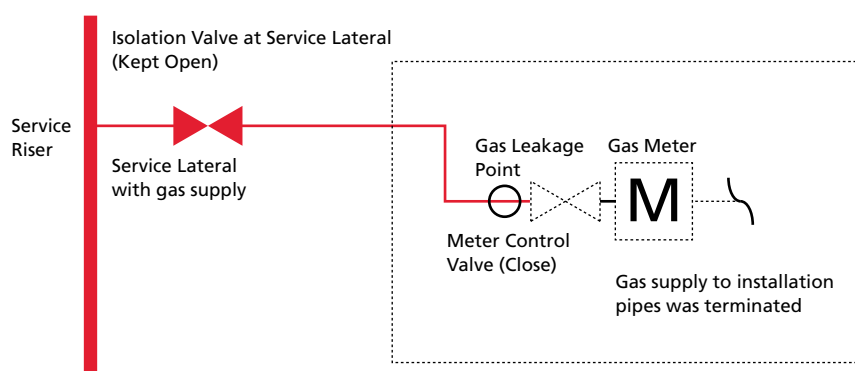 Isolation Valve at Service Lateral
(Kept Open)
Service
Riser
Service Lateral
with gas supply
Gas Leakage
Point
Gas Meter
M
Meter Control
Valve (Close)
Gas supply to installation
pipes was terminated